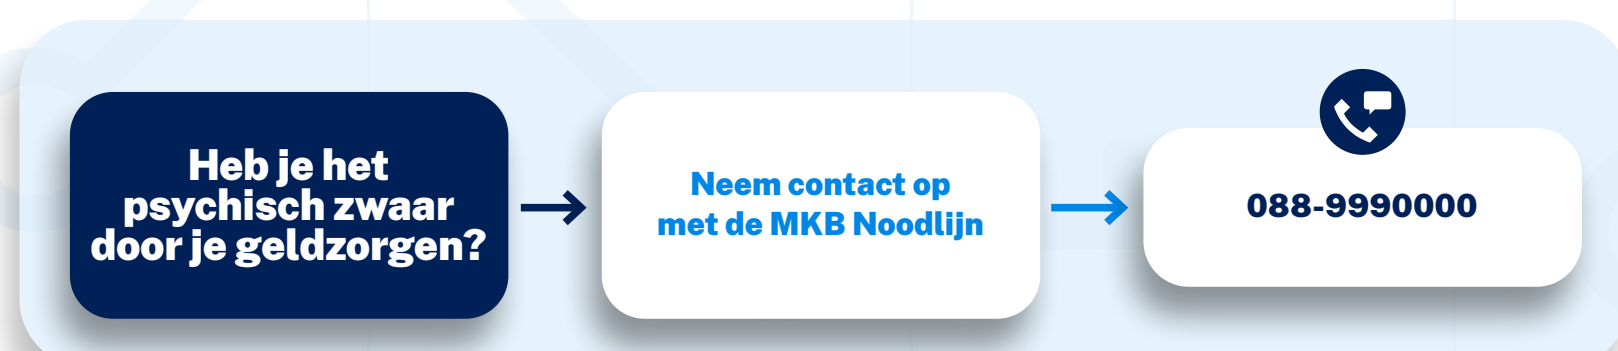 Heb je het
psychisch zwaar
door je geldzorgen?
Neem contact op
met de MKB Noodlijn
088-9990000